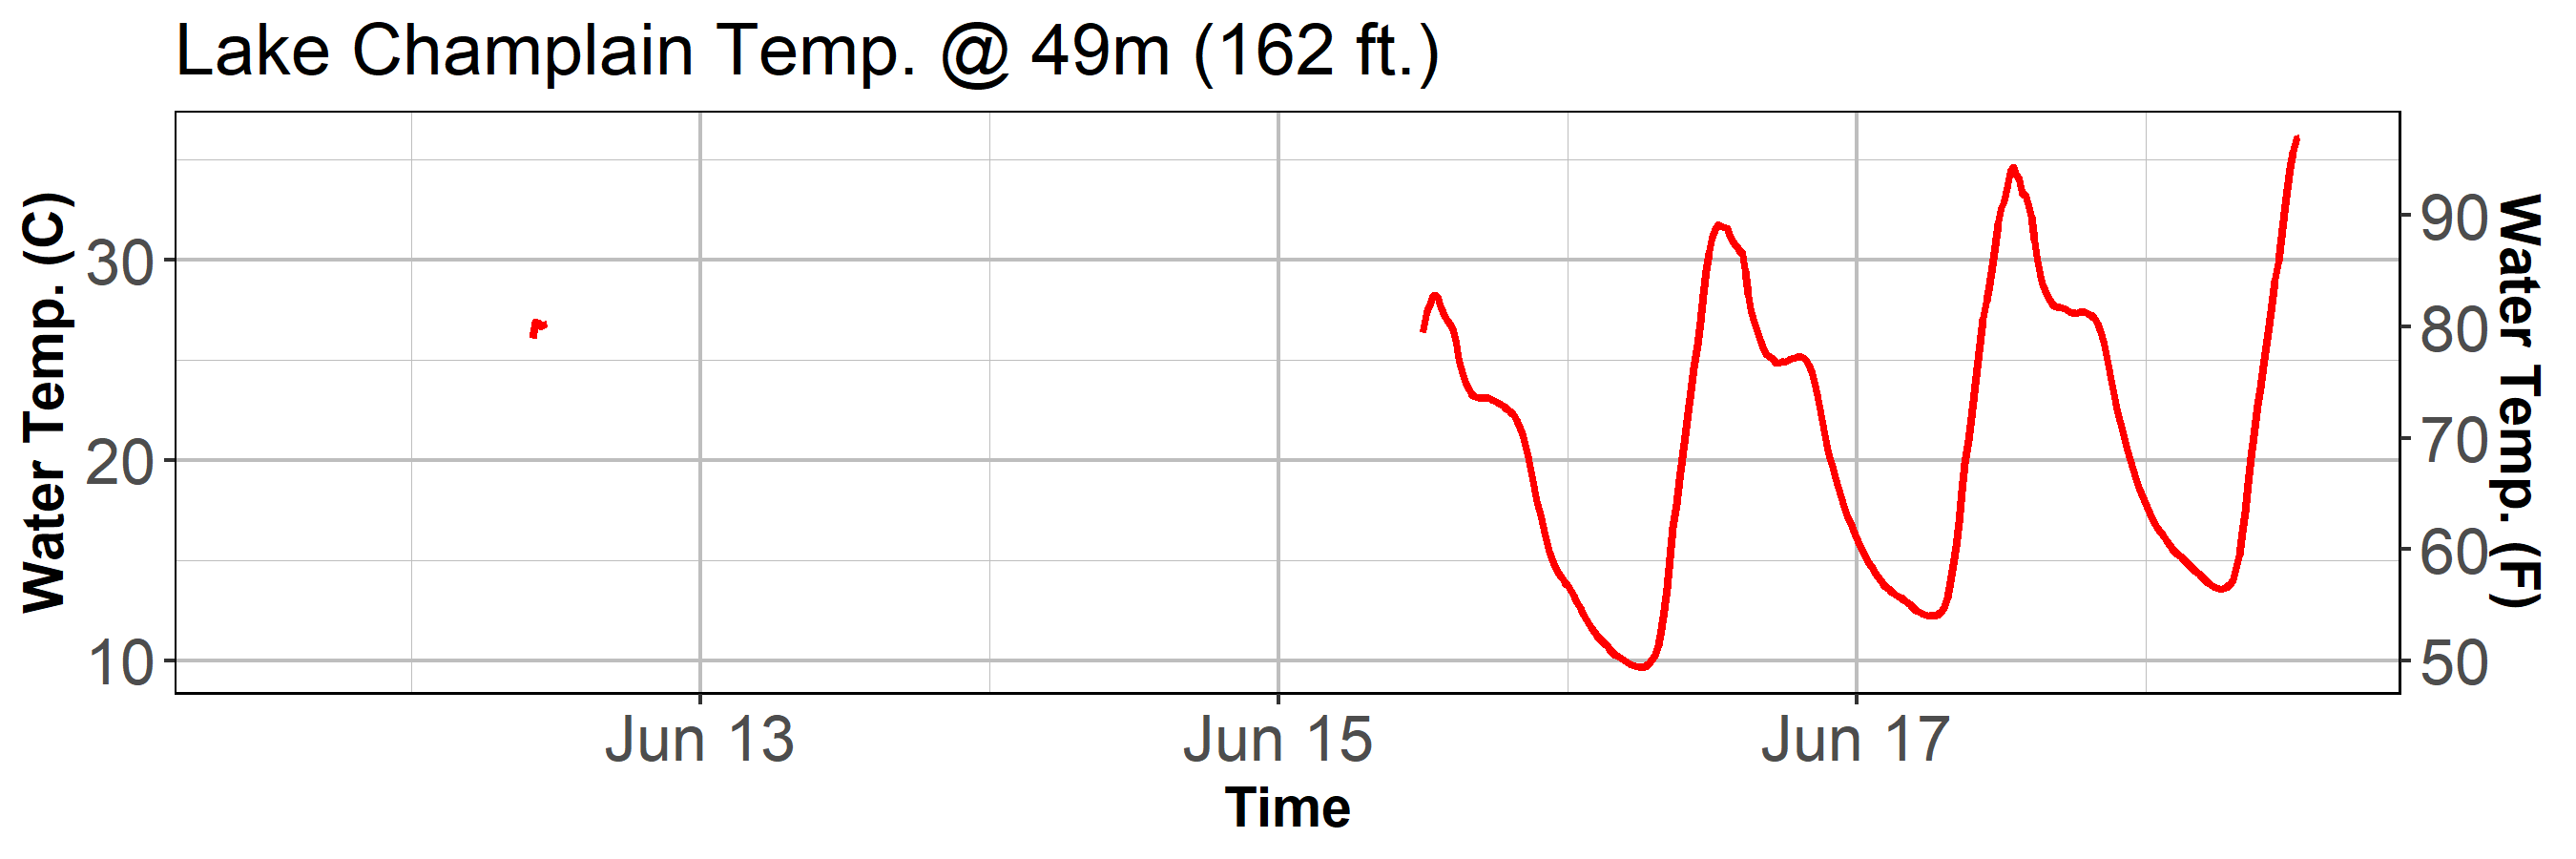 Lake Champlain Temp. @ 49m (162 ft.)
Water Temp. (C)
30
20
10
90
80
70
60
50
Water Temp. (F)
Jun 13
Jun 15
Jun 17
Time